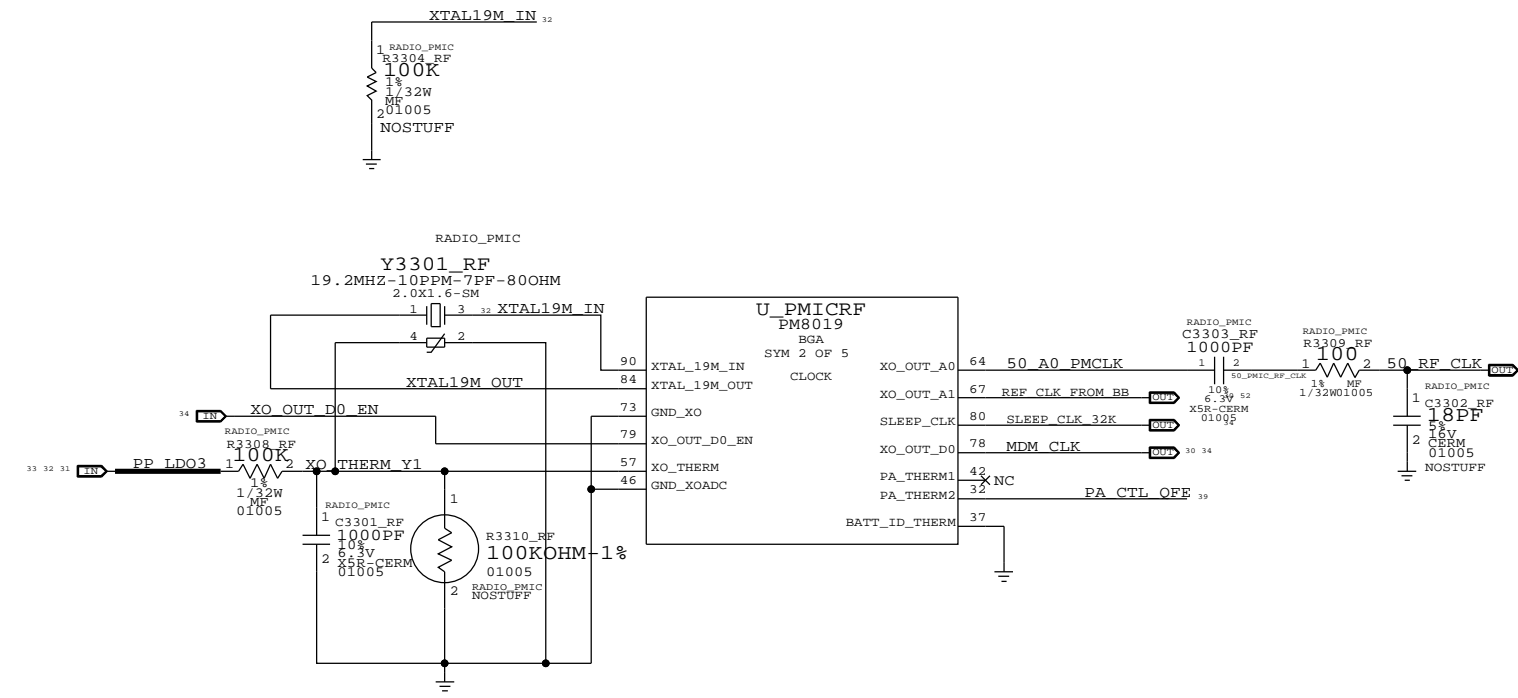 XTAL19M_IN 32
1 RADIO_PMIC
R3304_RF
100K
1%
1/32W
MF
2 01005
NOSTUFF
RADIO_PMIC
Y3301_RF
19.2MHZ-10PPM-7PF-80OHM
2.0X1.6-SM
1 3 32 XTAL19M_IN
4 2
XTAL19M_OUT
34 IN XO_OUT_D0_EN
RADIO_PMIC
R3308_RF
100K
33 32 31 IN PP_LDO3 1 2 XO_THERM_Y1
1%
1/32W
MF
01005
RADIO_PMIC
1 C3301_RF
1000PF
10%
2 6.3V
X5R-CERM
01005
1
R3310_RF
100KOHM-1%
01005
2 RADIO_PMIC
NOSTUFF
U_PMICRF
PM8019
BGA
SYM 2 OF 5
CLOCK
90 XTAL_19M_IN
84 XTAL_19M_OUT
73 GND_XO
79 XO_OUT_D0_EN
57 XO_THERM
46 GND_XOADC
XO_OUT_A0 64 50_A0_PMCLK
XO_OUT_A1 67 REF_CLK_FROM_BB OUT 52
SLEEP_CLK 80 SLEEP_CLK_32K OUT 34
XO_OUT_D0 78 MDM_CLK OUT 30 34
PA_THERM1 42 NC
PA_THERM2 32 PA_CTL_QFE 39
BATT_ID_THERM 37
RADIO_PMIC
C3303_RF
1000PF
1 2
50_PMIC_RF_CLK
10%
6.3V
X5R-CERM
01005
RADIO_PMIC
R3309_RF
100
1 2 50_RF_CLK OUT
1% MF
1/32W01005
RADIO_PMIC
1 C3302_RF
18PF
5%
16V
2 CERM
01005
NOSTUFF